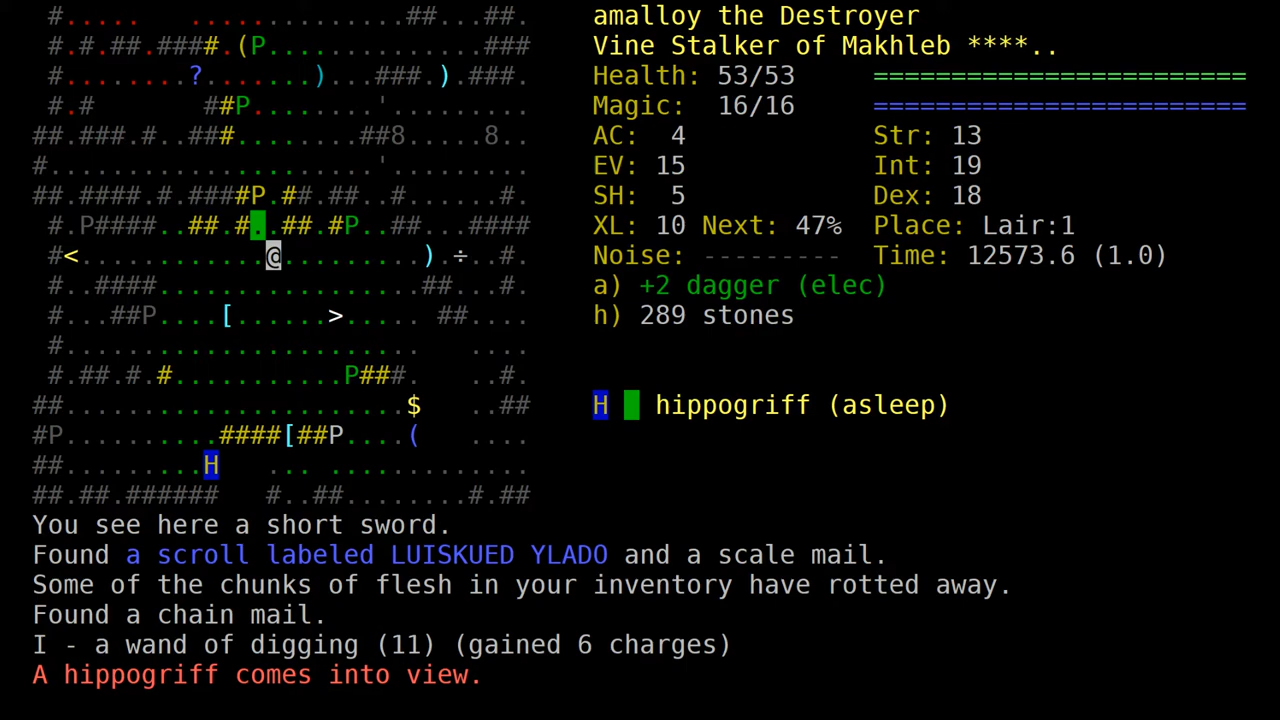 amalloy the Destroyer
Vine Stalker of Makhleb ****..
Health: 53/53 ========================
Magic: 16/16 ========================
AC: 4 Str: 13
EV: 15 Int: 19
SH: 5 Dex: 18
XL: 10 Next: 47% Place: Lair:1
Noise: --------- Time: 12573.6 (1.0)
a) +2 dagger (elec)
h) 289 stones
H hippogriff (asleep)
You see here a short sword.
Found a scroll labeled LUISKUED YLADO and a scale mail.
Some of the chunks of flesh in your inventory have rotted away.
Found a chain mail.
I - a wand of digging (11) (gained 6 charges)
A hippogriff comes into view.